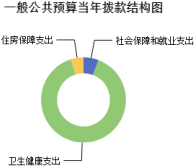 一般公共预算当年拨款结构图
住房保障支出
社会保障和就业支出
卫生健康支出